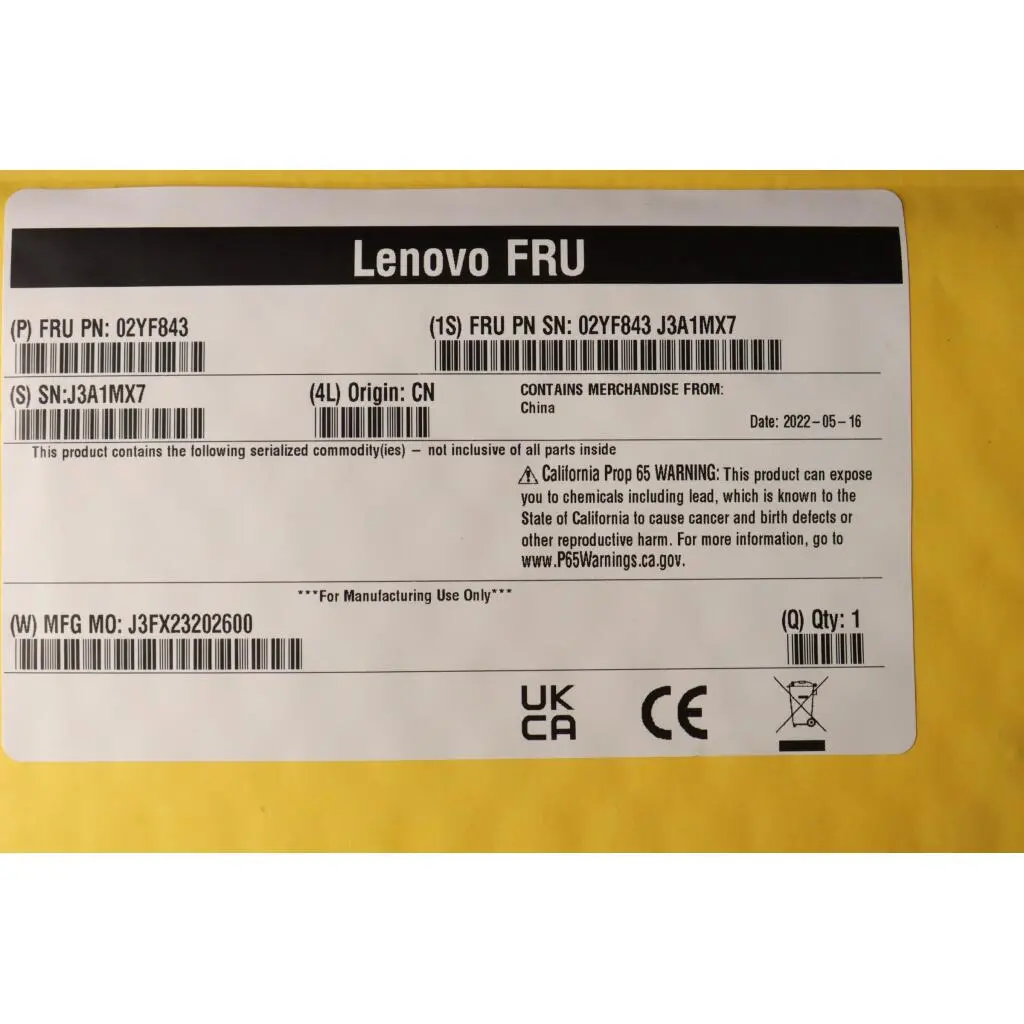 Lenovo FRU
(P) FRU PN: 02YF843
(1S) FRU PN SN: 02YF843 J3A1MX7
(S) SN:J3A1MX7
(4L) Origin: CN
CONTAINS MERCHANDISE FROM:
China
Date: 2022-05-16
This product contains the following serialized commodity(ies) – not inclusive of all parts inside
California Prop 65 WARNING: This product can expose
you to chemicals including lead, which is known to the
State of California to cause cancer and birth defects or
other reproductive harm. For more information, go to
www.P65Warnings.ca.gov.
***For Manufacturing Use Only***
(W) MFG MO: J3FX23202600
(Q) Qty: 1
UK
CA
CE